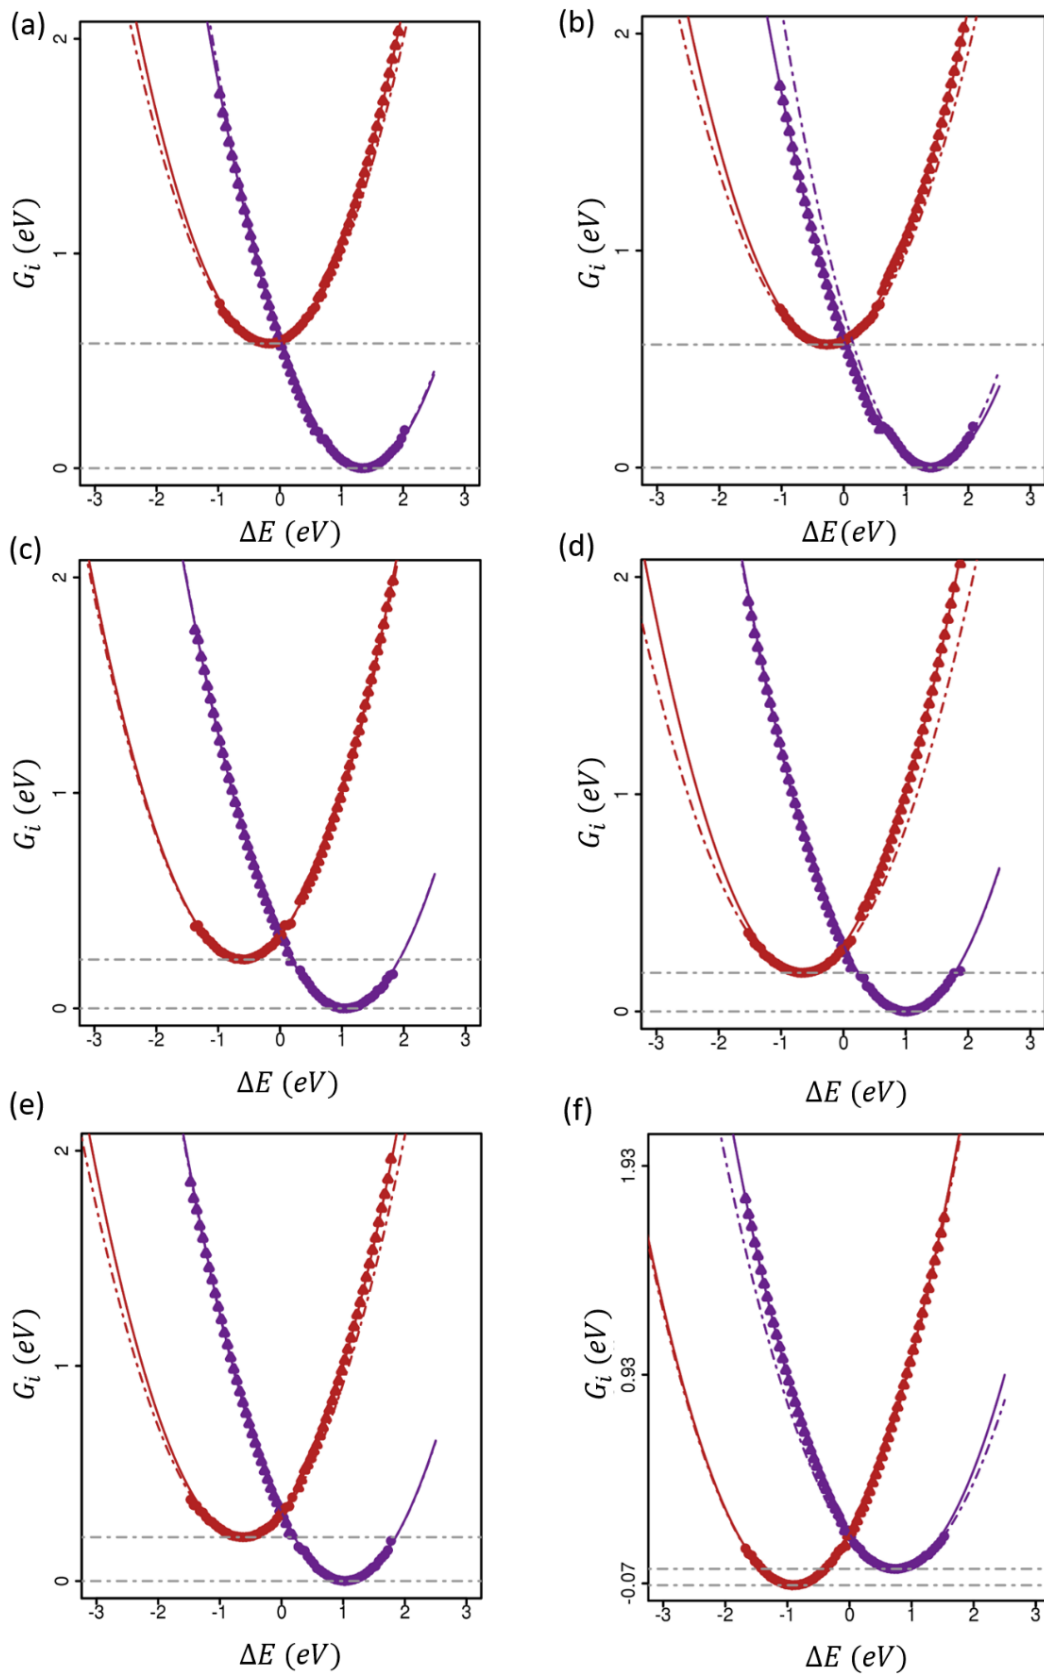 (a)
2
1
0
G_i (eV)
-3 -2 -1 0 1 2 3
ΔE (eV)
(b)
2
1
0
G_i (eV)
-3 -2 -1 0 1 2 3
ΔE(eV)
(c)
2
1
0
G_i (eV)
-3 -2 -1 0 1 2 3
ΔE (eV)
(d)
2
1
0
G_i (eV)
-3 -2 -1 0 1 2 3
ΔE (eV)
(e)
2
1
0
G_i (eV)
-3 -2 -1 0 1 2 3
ΔE (eV)
(f)
1.93
0.93
-0.07
G_i (eV)
-3 -2 -1 0 1 2 3
ΔE (eV)